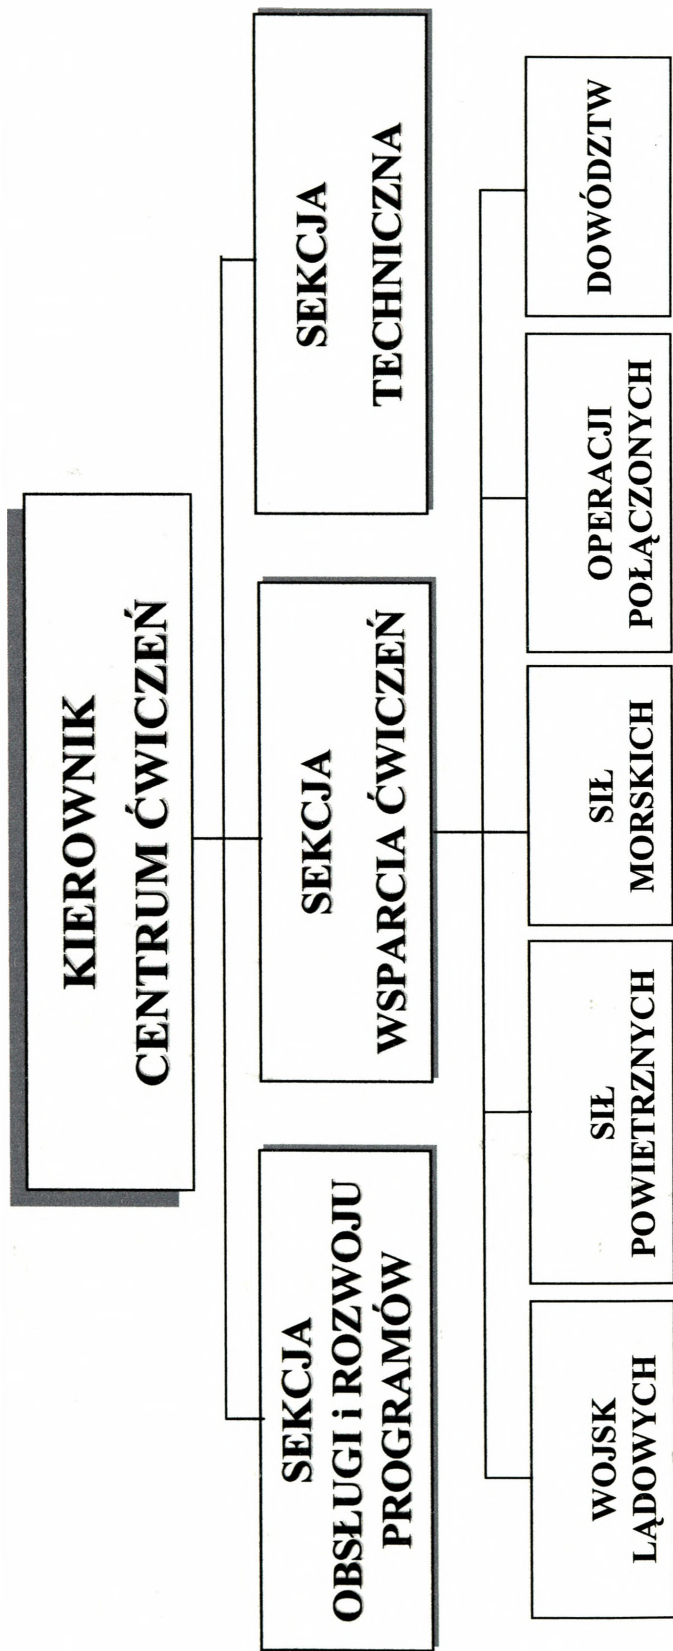 KIEROWNIK
CENTRUM ĆWICZEŃ
SEKCJA
OBSŁUGI i ROZWOJU
PROGRAMÓW
SEKCJA
WSPARCIA ĆWICZEŃ
SEKCJA
TECHNICZNA
WOJSK
LĄDOWYCH
SIŁ
POWIETRZNYCH
SIŁ
MORSKICH
OPERACJI
POŁĄCZONYCH
DOWÓDZTW